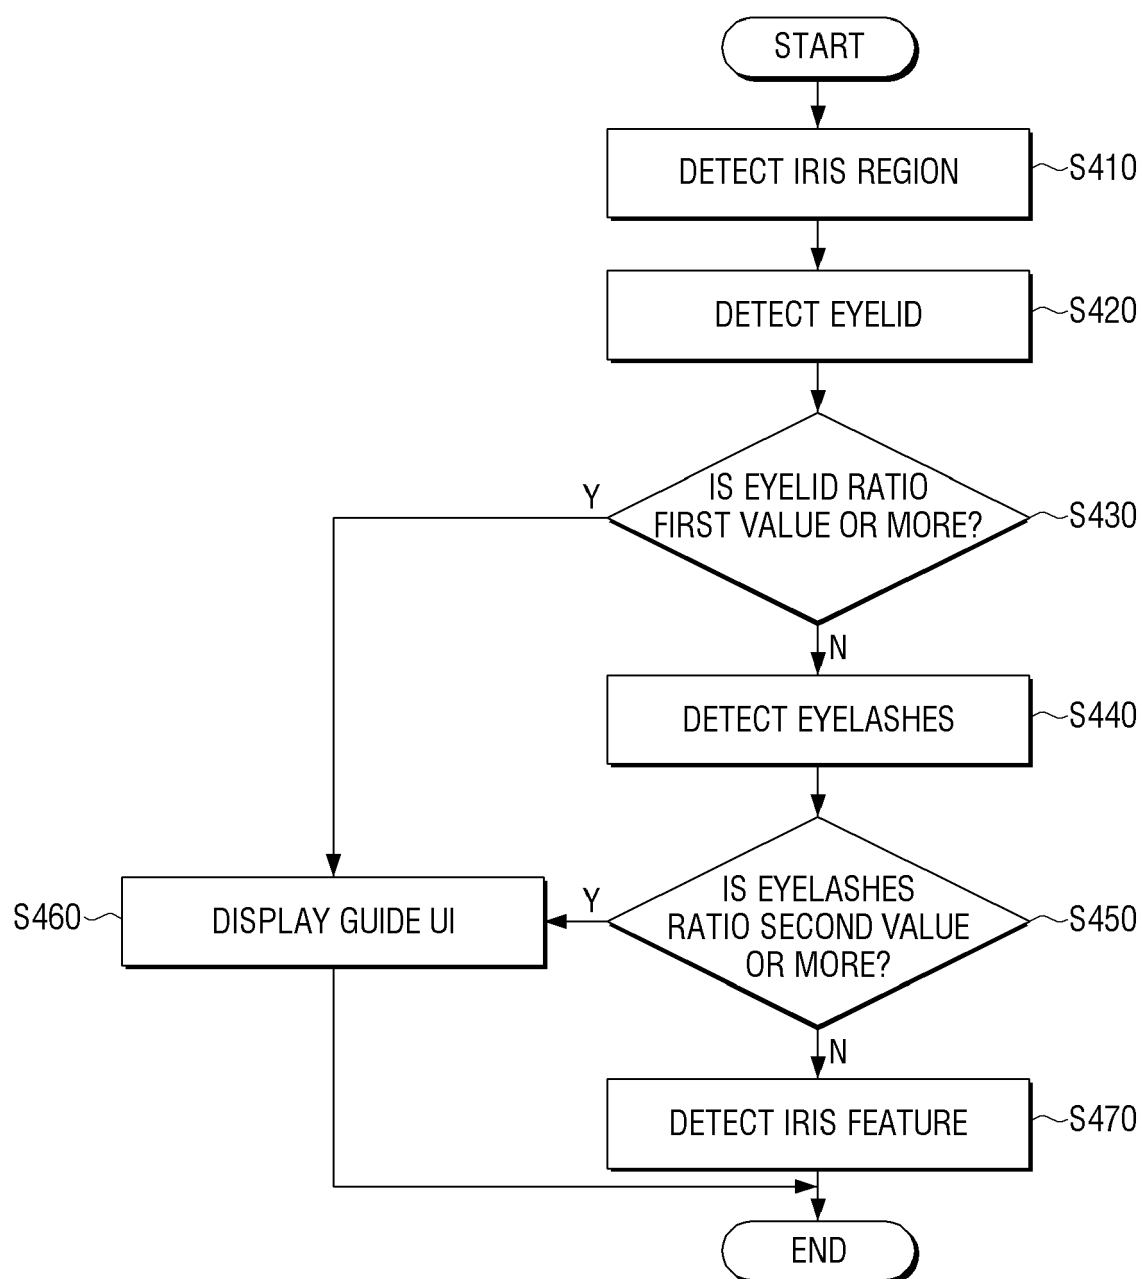 START
DETECT IRIS REGION
S410
DETECT EYELID
S420
IS EYELID RATIO
FIRST VALUE OR MORE?
S430
Y
N
DETECT EYELASHES
S440
IS EYELASHES
RATIO SECOND VALUE
OR MORE?
S450
Y
S460
DISPLAY GUIDE UI
N
DETECT IRIS FEATURE
S470
END